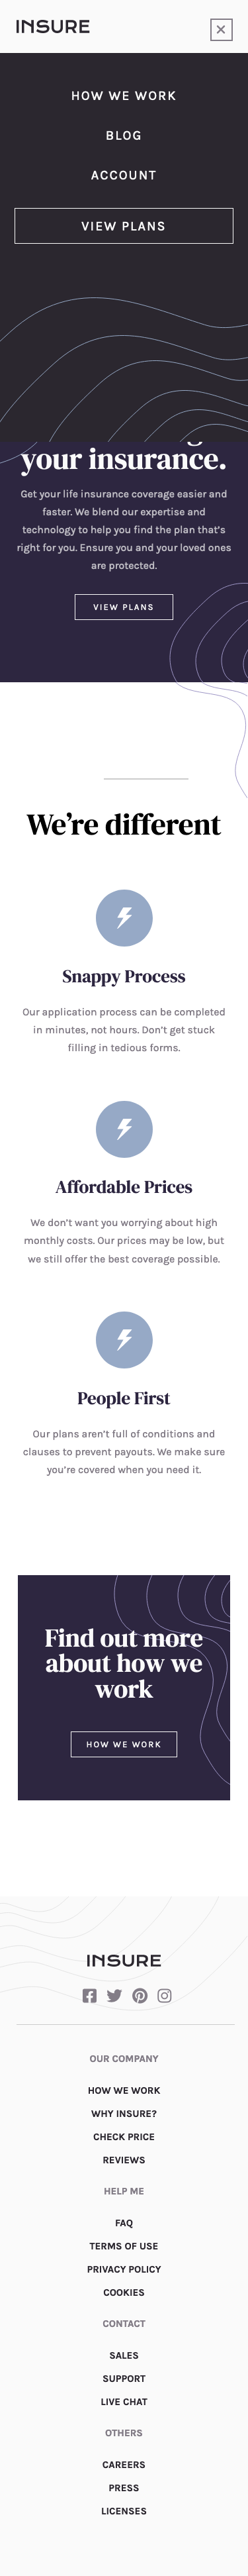 INSURE
HOW WE WORK
BLOG
ACCOUNT
VIEW PLANS
your insurance.
Get your life insurance coverage easier and
faster. We blend our expertise and
technology to help you find the plan that’s
right for you. Ensure you and your loved ones
are protected.
VIEW PLANS
We’re different
Snappy Process
Our application process can be completed
in minutes, not hours. Don’t get stuck
filling in tedious forms.
Affordable Prices
We don’t want you worrying about high
monthly costs. Our prices may be low, but
we still offer the best coverage possible.
People First
Our plans aren’t full of conditions and
clauses to prevent payouts. We make sure
you’re covered when you need it.
Find out more
about how we
work
HOW WE WORK
INSURE
OUR COMPANY
HOW WE WORK
WHY INSURE?
CHECK PRICE
REVIEWS
HELP ME
FAQ
TERMS OF USE
PRIVACY POLICY
COOKIES
CONTACT
SALES
SUPPORT
LIVE CHAT
OTHERS
CAREERS
PRESS
LICENSES